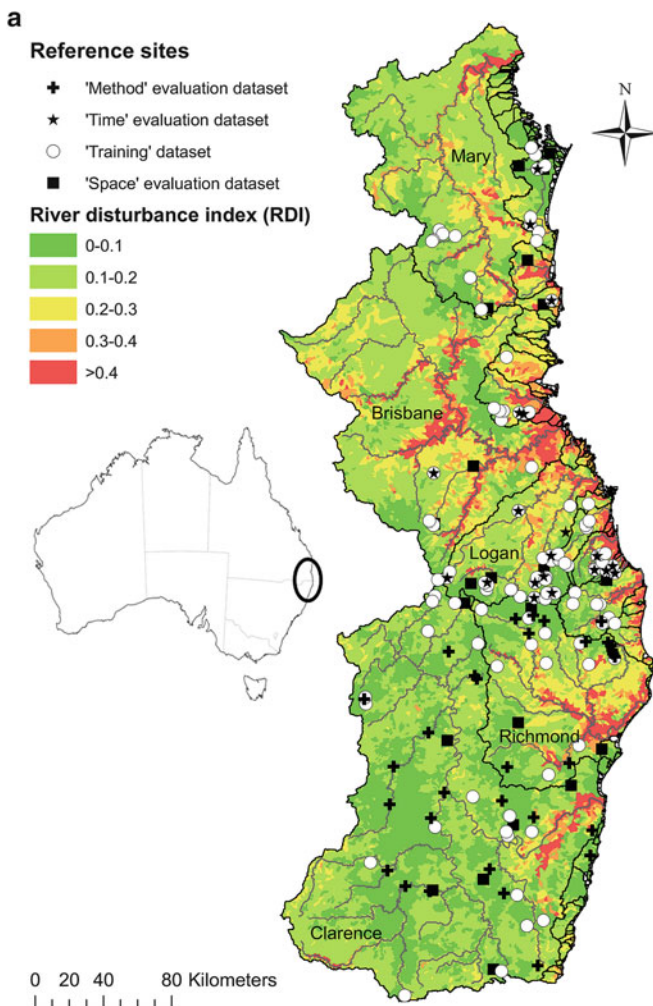 a
Reference sites
'Method' evaluation dataset
'Time' evaluation dataset
'Training' dataset
'Space' evaluation dataset
River disturbance index (RDI)
0-0.1
0.1-0.2
0.2-0.3
0.3-0.4
>0.4
N
Mary
Brisbane
Logan
Richmond
Clarence
0 20 40 80 Kilometers